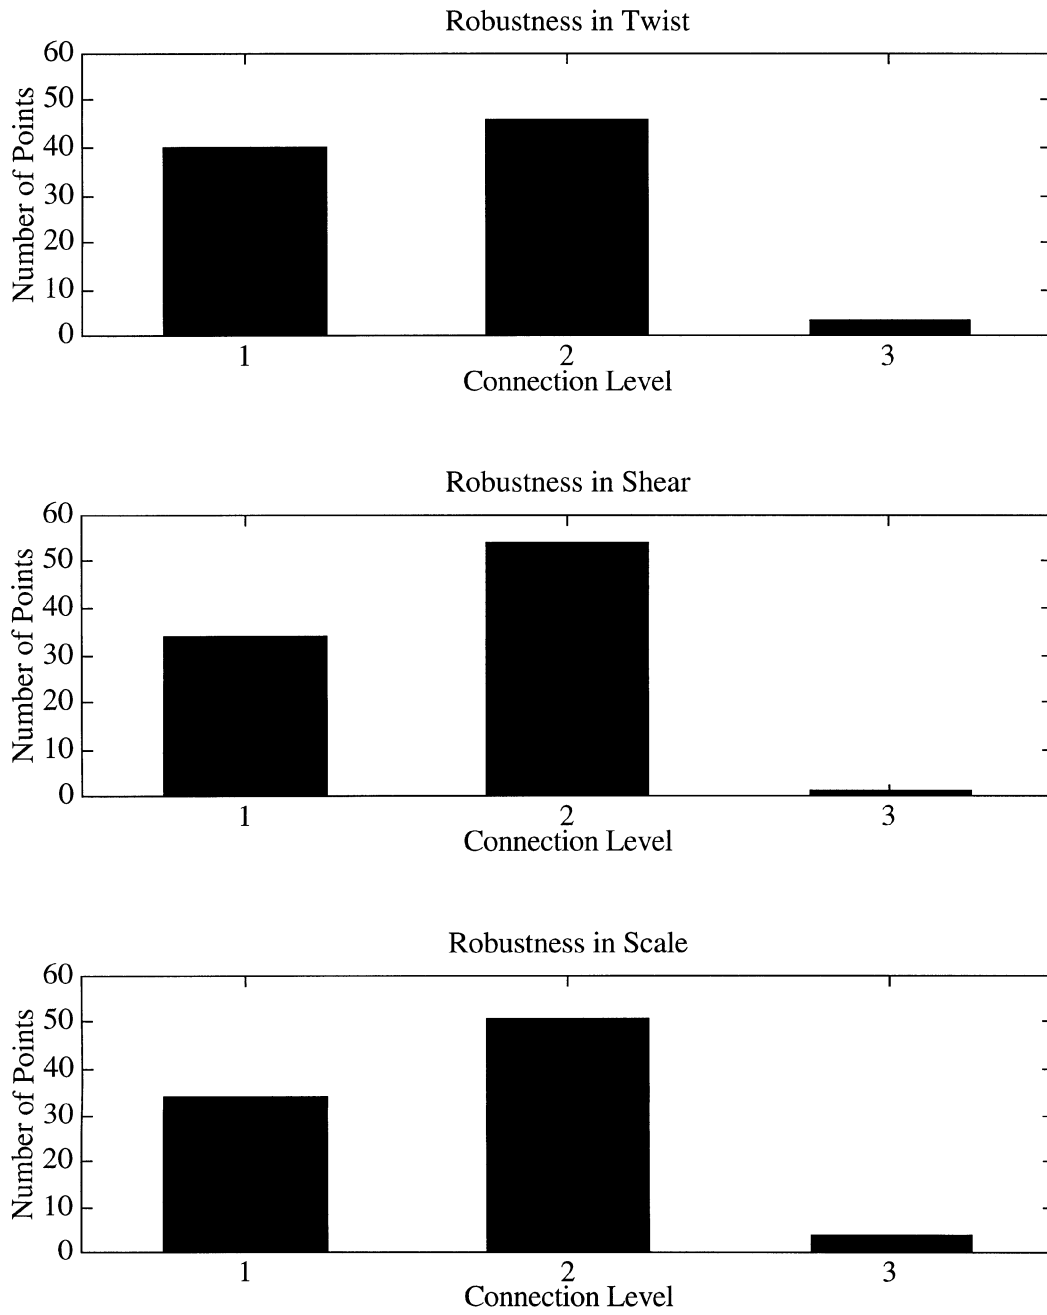 Robustness in Twist
60
50
40
30
20
10
0
Number of Points
1 2 3
Connection Level
Robustness in Shear
60
50
40
30
20
10
0
Number of Points
1 2 3
Connection Level
Robustness in Scale
60
50
40
30
20
10
0
Number of Points
1 2 3
Connection Level